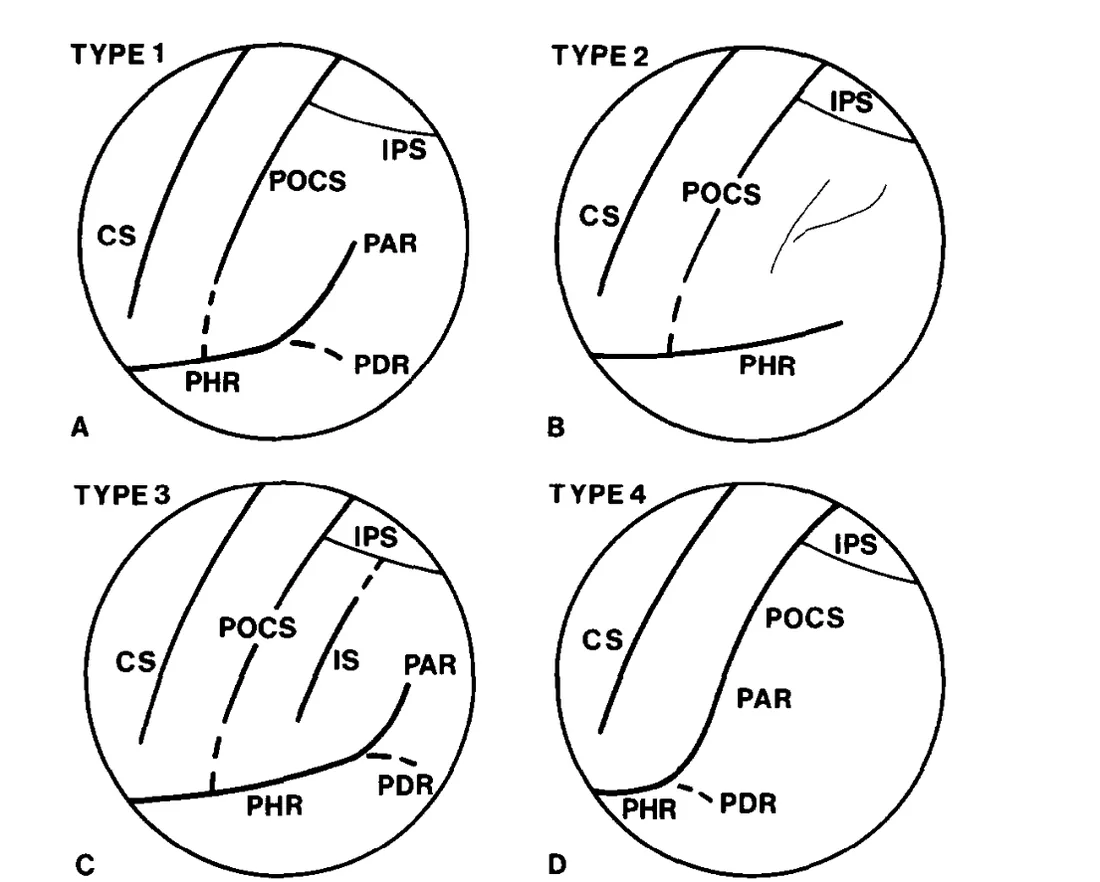 TYPE 1
IPS
POCS
CS
PAR
PDR
PHR
A
TYPE 2
IPS
POCS
CS
PHR
B
TYPE 3
IPS
POCS
CS
IS
PAR
PDR
PHR
C
TYPE 4
IPS
POCS
CS
PAR
PHR
PDR
D